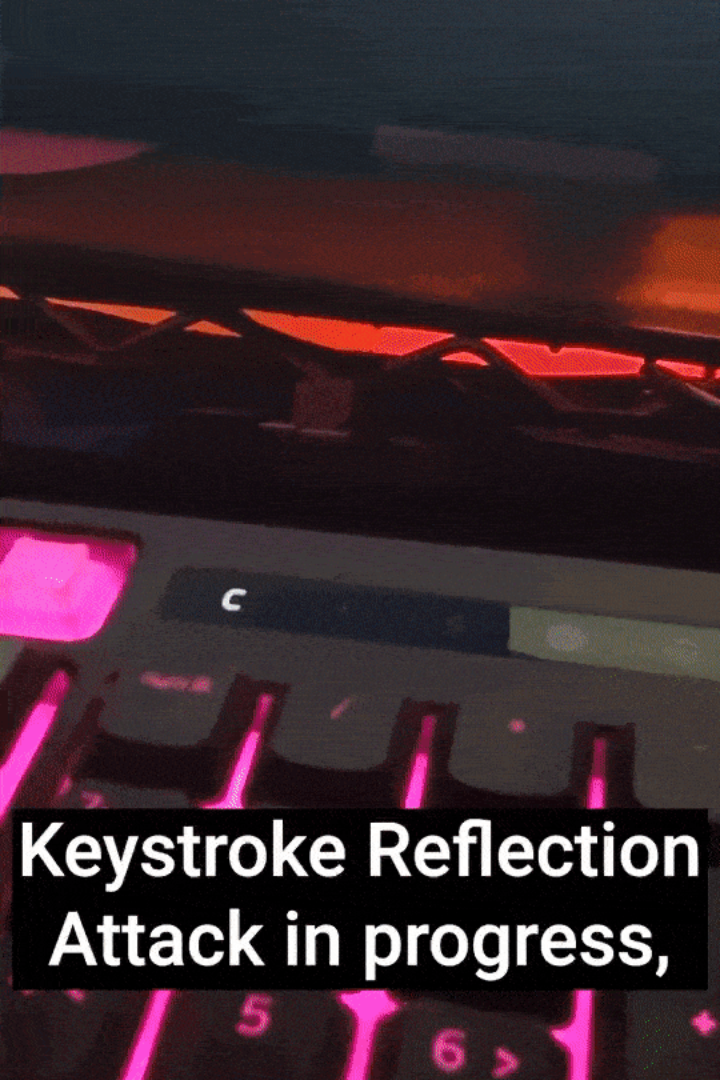 C
Keystroke Reflection
Attack in progress,
5
6 >